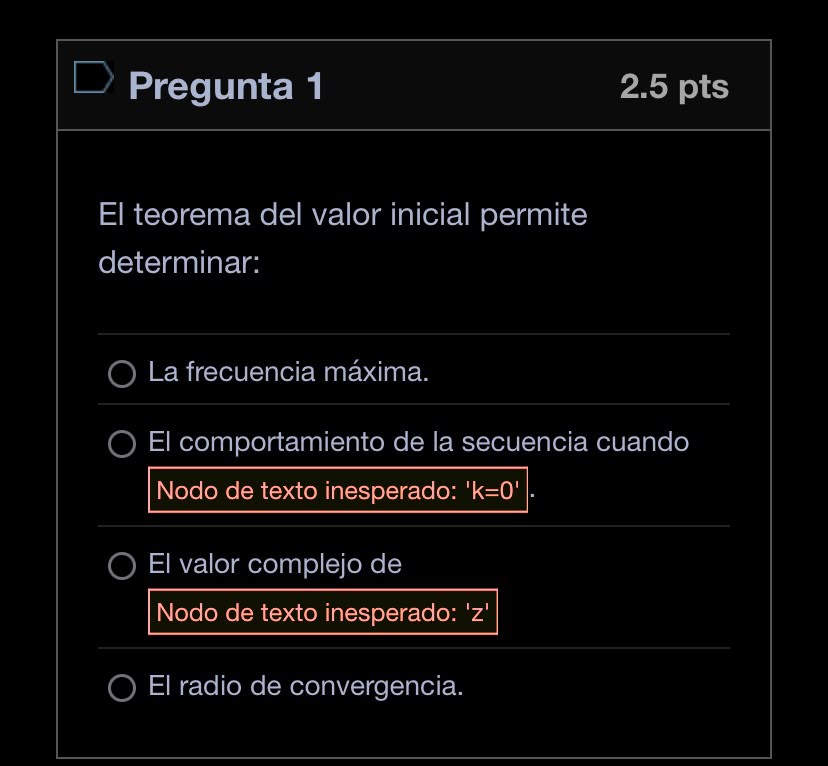 Pregunta 1
2.5 pts
El teorema del valor inicial permite
determinar:
La frecuencia máxima.
El comportamiento de la secuencia cuando
Nodo de texto inesperado: 'k=0'.
El valor complejo de
Nodo de texto inesperado: 'z'
El radio de convergencia.